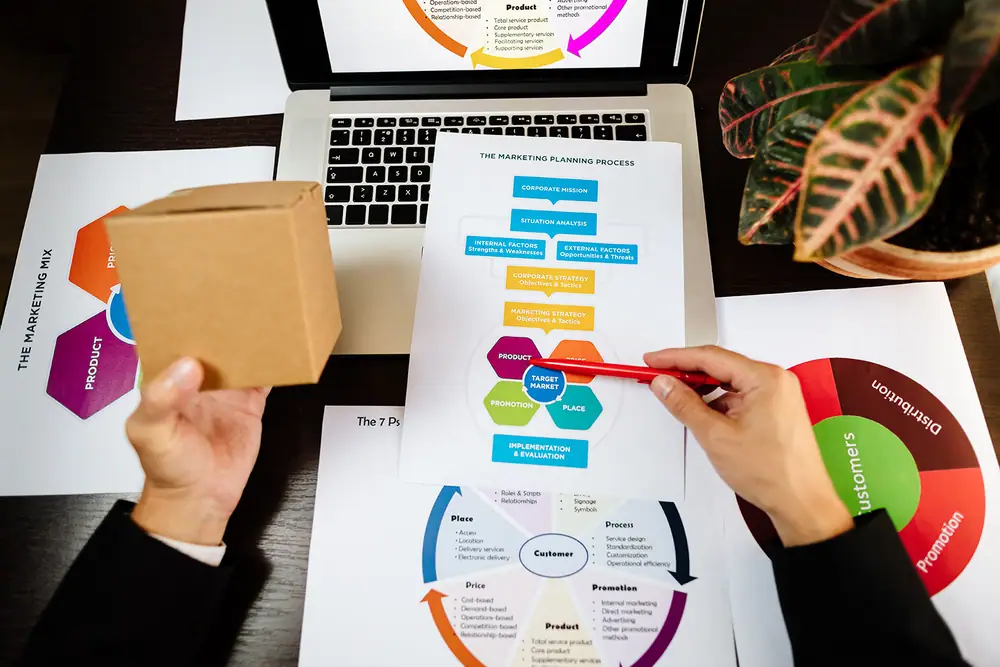 Operations-based
Competition-based
Relationship-based
Product
Total service product
Core product
Supplementary services
Facilitating services
Supporting services
Advertising
Other promotional
methods
THE MARKETING MIX
PRODUCT
THE MARKETING PLANNING PROCESS
CORPORATE MISSION
SITUATION ANALYSIS
INTERNAL FACTORS
Strengths & Weaknesses
EXTERNAL FACTORS
Opportunities & Threats
CORPORATE STRATEGY
Objectives & Tactics
MARKETING STRATEGY
Objectives & Tactics
PRODUCT
TARGET
MARKET
PROMOTION
PLACE
IMPLEMENTATION
& EVALUATION
The 7 Ps
Roles & Scripts
Relationships
Signage
Symbols
Place
Access
Location
Delivery services
Electronic delivery
Process
Service design
Standardization
Customization
Operational efficiency
Customer
Price
Cost-based
Demand-based
Operations-based
Competition-based
Relationship-based
Promotion
Internal marketing
Direct marketing
Advertising
Other promotional
methods
Product
Total service product
Core product
Supplementary services
Distribution
Customers
Promotion